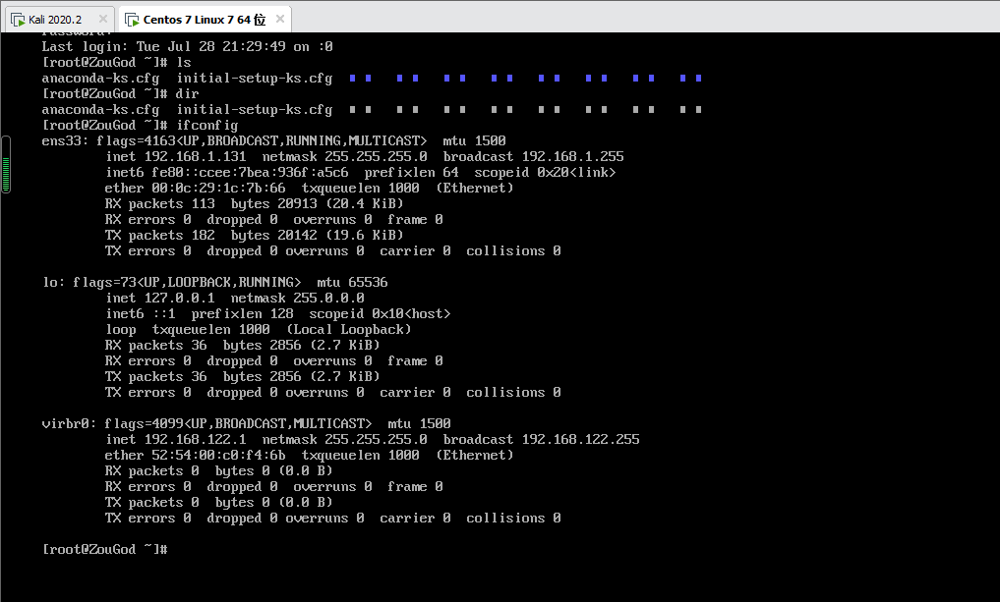 Kali 2020.2
Centos 7 Linux 7 64 位
Password:
Last login: Tue Jul 28 21:29:49 on :0
[root@ZouGod ~]# ls
anaconda-ks.cfg  initial-setup-ks.cfg
[root@ZouGod ~]# dir
anaconda-ks.cfg  initial-setup-ks.cfg
[root@ZouGod ~]# ifconfig
ens33: flags=4163<UP,BROADCAST,RUNNING,MULTICAST>  mtu 1500
inet 192.168.1.131  netmask 255.255.255.0  broadcast 192.168.1.255
inet6 fe80::ccee:7bea:936f:a5c6  prefixlen 64  scopeid 0x20<link>
ether 00:0c:29:1c:7b:66  txqueuelen 1000  (Ethernet)
RX packets 113  bytes 20913 (20.4 KiB)
RX errors 0  dropped 0  overruns 0  frame 0
TX packets 182  bytes 20142 (19.6 KiB)
TX errors 0  dropped 0 overruns 0  carrier 0  collisions 0
lo: flags=73<UP,LOOPBACK,RUNNING>  mtu 65536
inet 127.0.0.1  netmask 255.0.0.0
inet6 ::1  prefixlen 128  scopeid 0x10<host>
loop  txqueuelen 1000  (Local Loopback)
RX packets 36  bytes 2856 (2.7 KiB)
RX errors 0  dropped 0  overruns 0  frame 0
TX packets 36  bytes 2856 (2.7 KiB)
TX errors 0  dropped 0 overruns 0  carrier 0  collisions 0
virbr0: flags=4099<UP,BROADCAST,MULTICAST>  mtu 1500
inet 192.168.122.1  netmask 255.255.255.0  broadcast 192.168.122.255
ether 52:54:00:c0:f4:6b  txqueuelen 1000  (Ethernet)
RX packets 0  bytes 0 (0.0 B)
RX errors 0  dropped 0  overruns 0  frame 0
TX packets 0  bytes 0 (0.0 B)
TX errors 0  dropped 0 overruns 0  carrier 0  collisions 0
[root@ZouGod ~]#